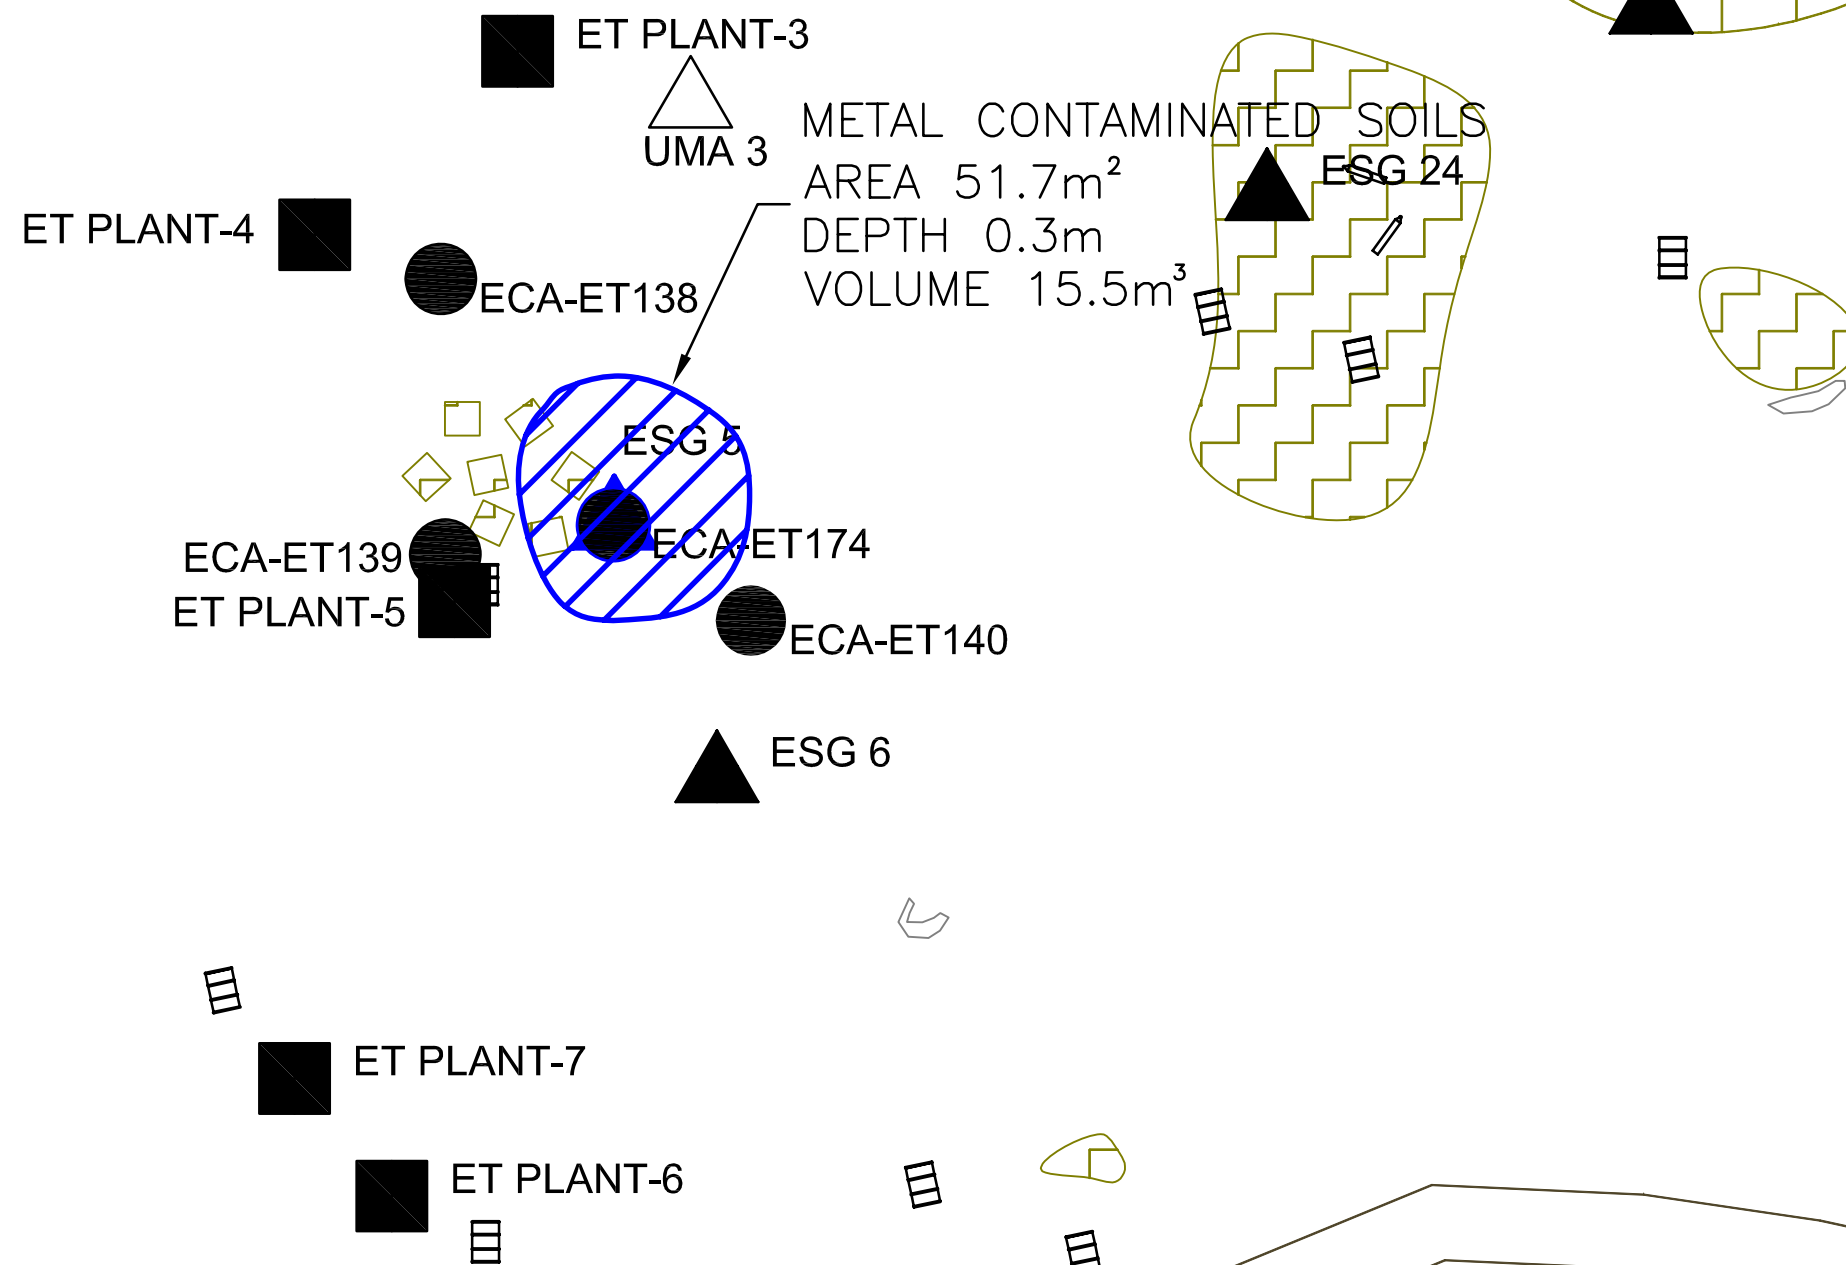 ET PLANT-3
UMA 3
METAL CONTAMINATED SOILS
AREA 51.7m²
DEPTH 0.3m
VOLUME 15.5m³
ESG 24
ET PLANT-4
ECA-ET138
ESG 5
ECA-ET174
ECA-ET139
ET PLANT-5
ECA-ET140
ESG 6
ET PLANT-7
ET PLANT-6